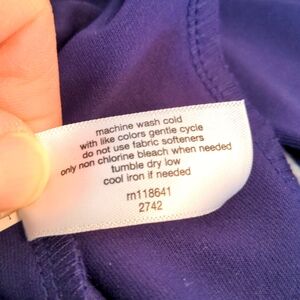 machine wash cold
with like colors gentle cycle
do not use fabric softeners
only non chlorine bleach when needed
tumble dry low
cool iron if needed
rn118641
2742